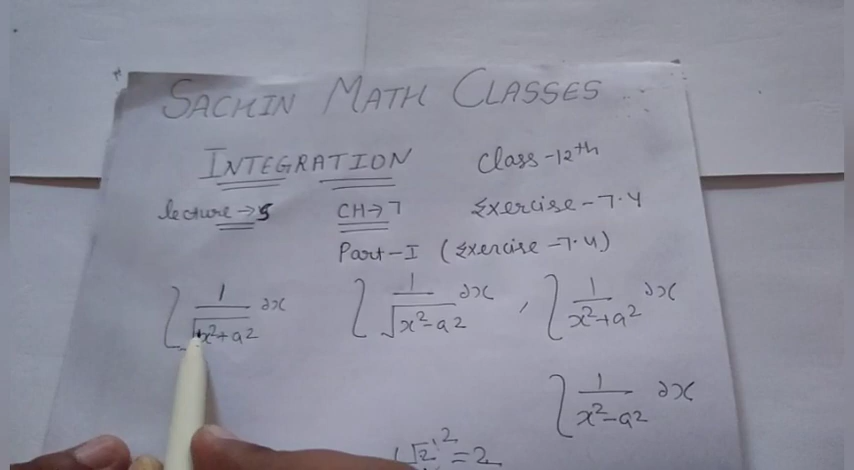 SACHIN MATH CLASSES
INTEGRATION Class-12th
lecture→5 CH→7 Exercise-7.4
Part-I (Exercise-7.4)
∫ 1/√(x²+a²) dx ∫ 1/√(x²-a²) dx , ∫ 1/(x²+a²) dx
∫ 1/(x²-a²) dx
(√2)² = 2